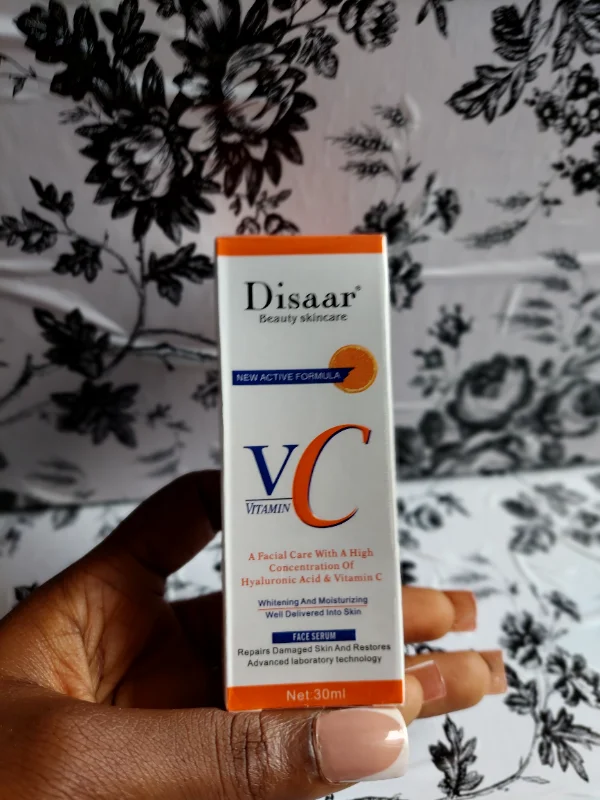 Disaar®
Beauty skincare
NEW ACTIVE FORMULA
VC
VITAMIN
A Facial Care With A High
Concentration Of
Hyaluronic Acid & Vitamin C
Whitening And Moisturizing
Well Delivered Into Skin
FACE SERUM
Repairs Damaged Skin And Restores
Advanced laboratory technology
Net:30ml